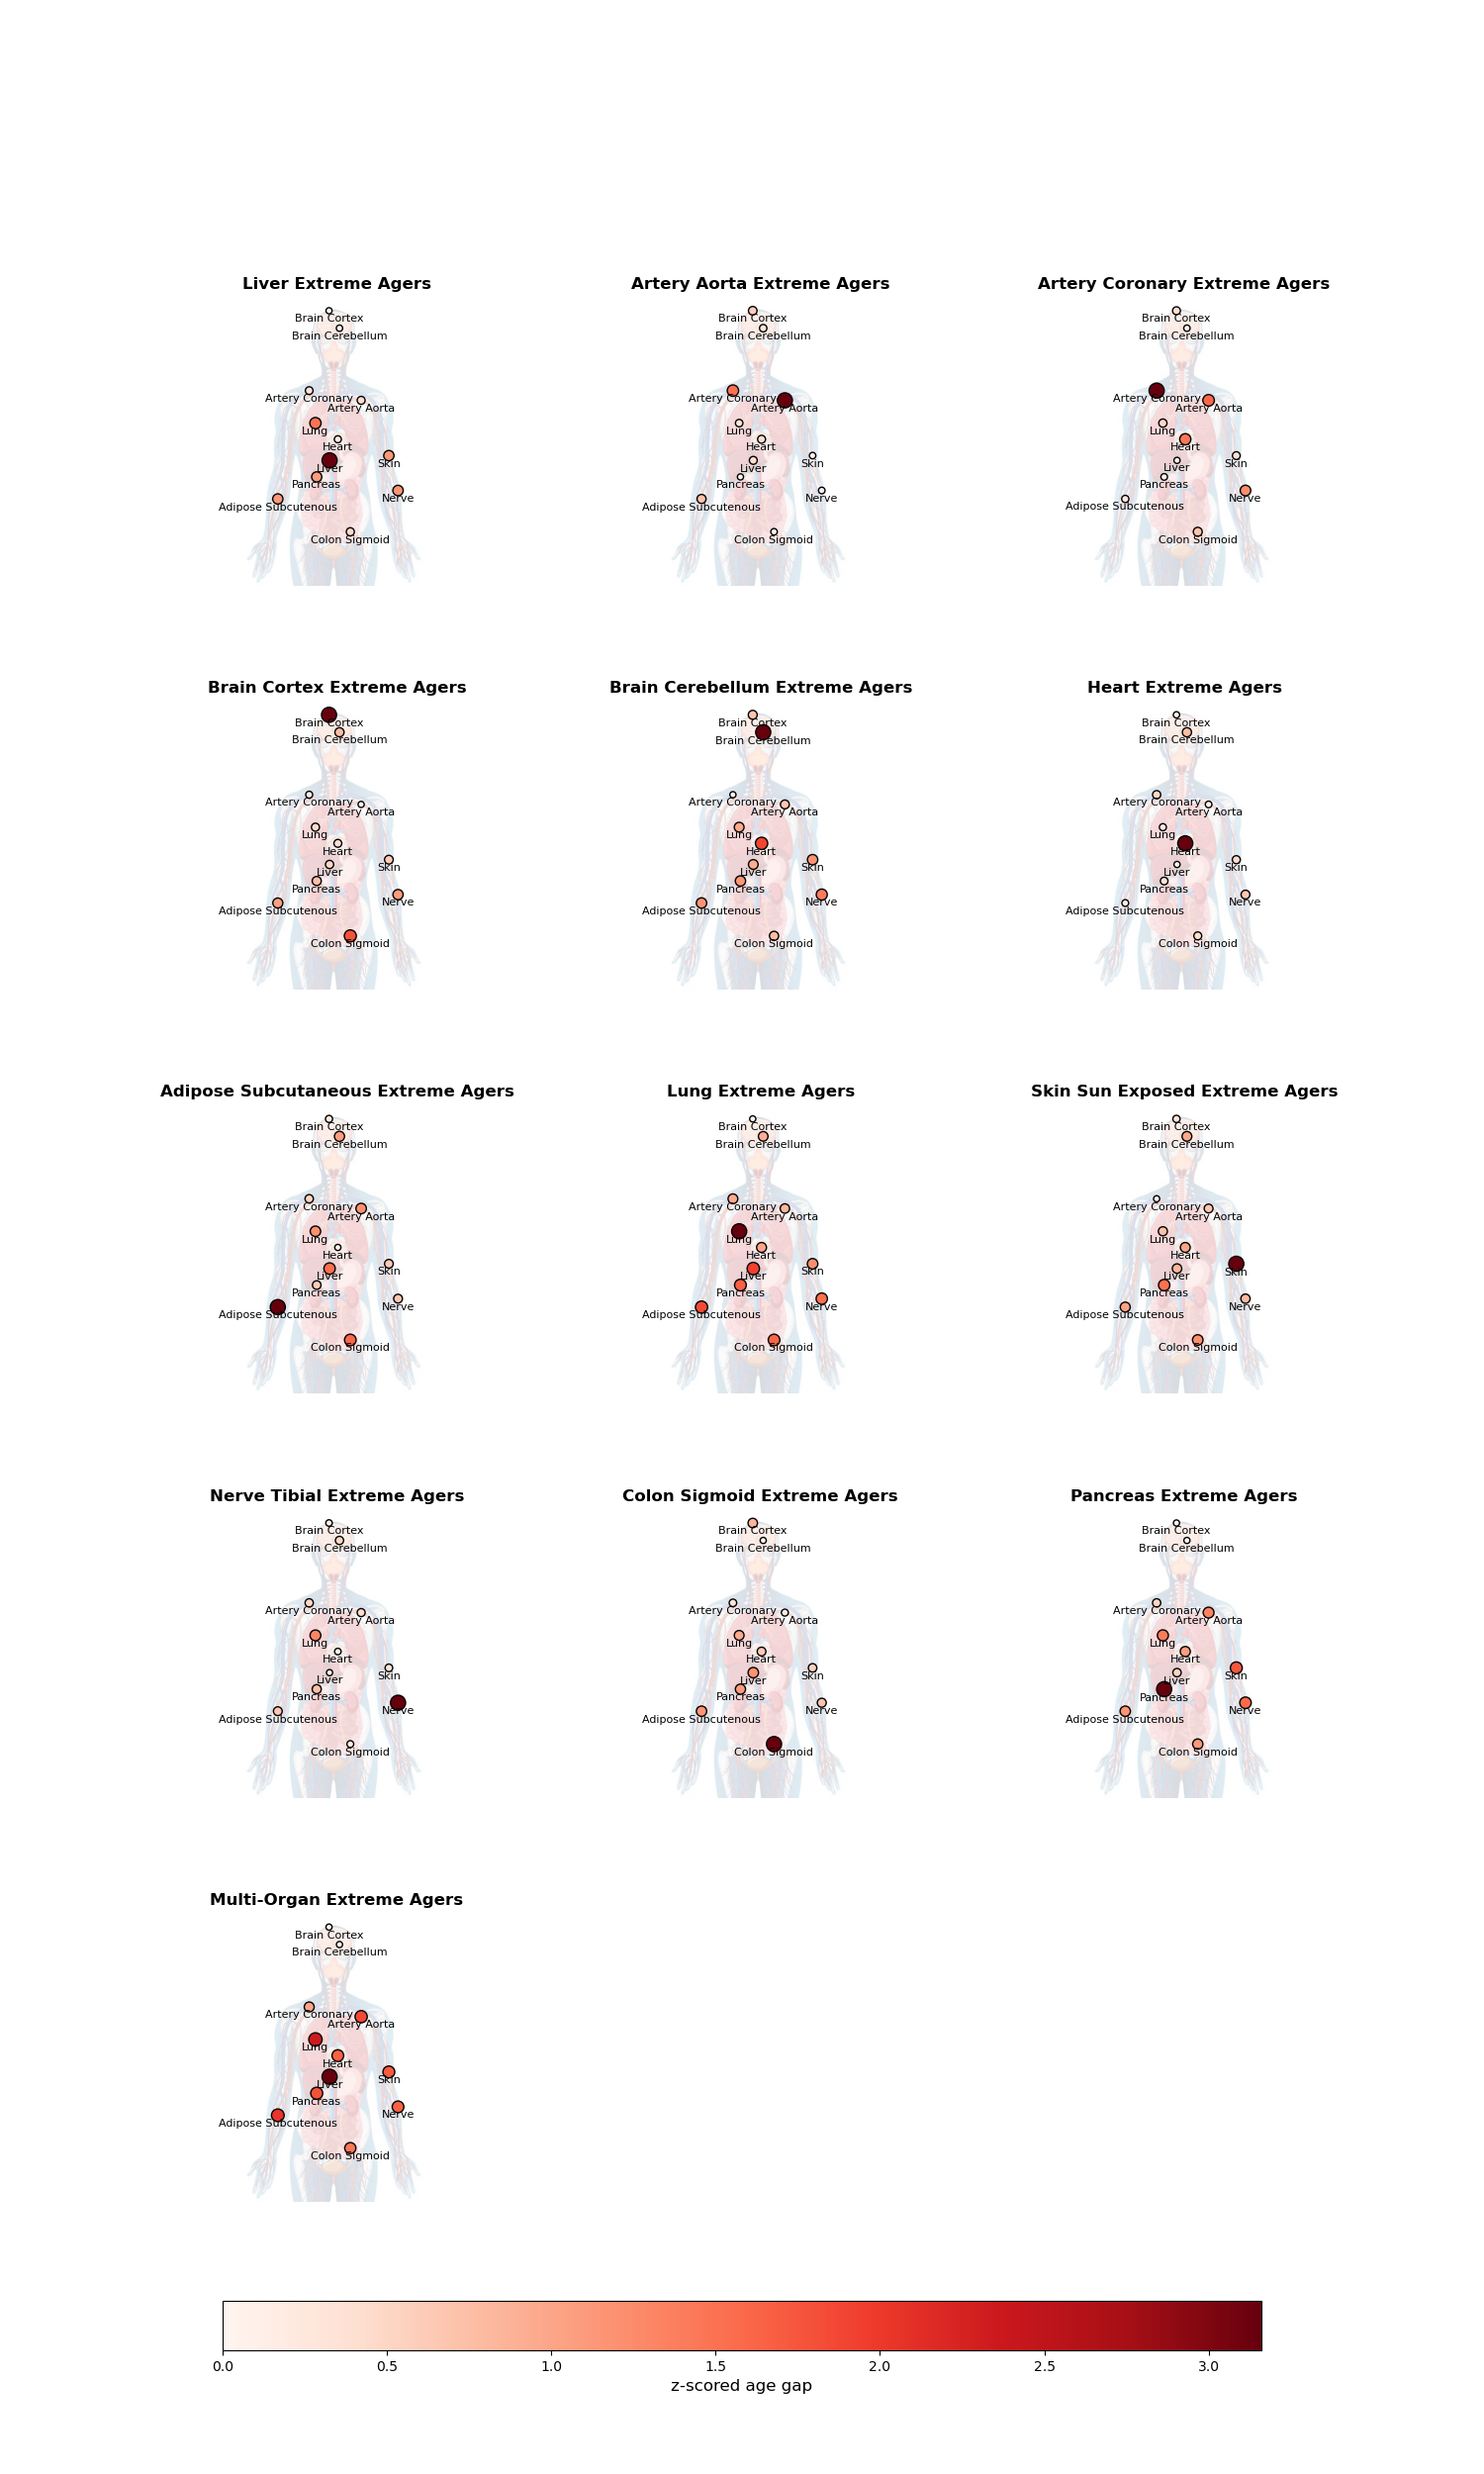 Liver Extreme Agers
Brain Cortex
Brain Cerebellum
Artery Coronary
Artery Aorta
Lung
Heart
Liver
Skin
Pancreas
Nerve
Adipose Subcutenous
Colon Sigmoid
Artery Aorta Extreme Agers
Brain Cortex
Brain Cerebellum
Artery Coronary
Artery Aorta
Lung
Heart
Liver
Skin
Pancreas
Nerve
Adipose Subcutenous
Colon Sigmoid
Artery Coronary Extreme Agers
Brain Cortex
Brain Cerebellum
Artery Coronary
Artery Aorta
Lung
Heart
Liver
Skin
Pancreas
Nerve
Adipose Subcutenous
Colon Sigmoid
Brain Cortex Extreme Agers
Brain Cortex
Brain Cerebellum
Artery Coronary
Artery Aorta
Lung
Heart
Liver
Skin
Pancreas
Nerve
Adipose Subcutenous
Colon Sigmoid
Brain Cerebellum Extreme Agers
Brain Cortex
Brain Cerebellum
Artery Coronary
Artery Aorta
Lung
Heart
Liver
Skin
Pancreas
Nerve
Adipose Subcutenous
Colon Sigmoid
Heart Extreme Agers
Brain Cortex
Brain Cerebellum
Artery Coronary
Artery Aorta
Lung
Heart
Liver
Skin
Pancreas
Nerve
Adipose Subcutenous
Colon Sigmoid
Adipose Subcutaneous Extreme Agers
Brain Cortex
Brain Cerebellum
Artery Coronary
Artery Aorta
Lung
Heart
Liver
Skin
Pancreas
Nerve
Adipose Subcutenous
Colon Sigmoid
Lung Extreme Agers
Brain Cortex
Brain Cerebellum
Artery Coronary
Artery Aorta
Lung
Heart
Liver
Skin
Pancreas
Nerve
Adipose Subcutenous
Colon Sigmoid
Skin Sun Exposed Extreme Agers
Brain Cortex
Brain Cerebellum
Artery Coronary
Artery Aorta
Lung
Heart
Liver
Skin
Pancreas
Nerve
Adipose Subcutenous
Colon Sigmoid
Nerve Tibial Extreme Agers
Brain Cortex
Brain Cerebellum
Artery Coronary
Artery Aorta
Lung
Heart
Liver
Skin
Pancreas
Nerve
Adipose Subcutenous
Colon Sigmoid
Colon Sigmoid Extreme Agers
Brain Cortex
Brain Cerebellum
Artery Coronary
Artery Aorta
Lung
Heart
Liver
Skin
Pancreas
Nerve
Adipose Subcutenous
Colon Sigmoid
Pancreas Extreme Agers
Brain Cortex
Brain Cerebellum
Artery Coronary
Artery Aorta
Lung
Heart
Liver
Skin
Pancreas
Nerve
Adipose Subcutenous
Colon Sigmoid
Multi-Organ Extreme Agers
Brain Cortex
Brain Cerebellum
Artery Coronary
Artery Aorta
Lung
Heart
Liver
Skin
Pancreas
Nerve
Adipose Subcutenous
Colon Sigmoid
0.0 0.5 1.0 1.5 2.0 2.5 3.0
z-scored age gap